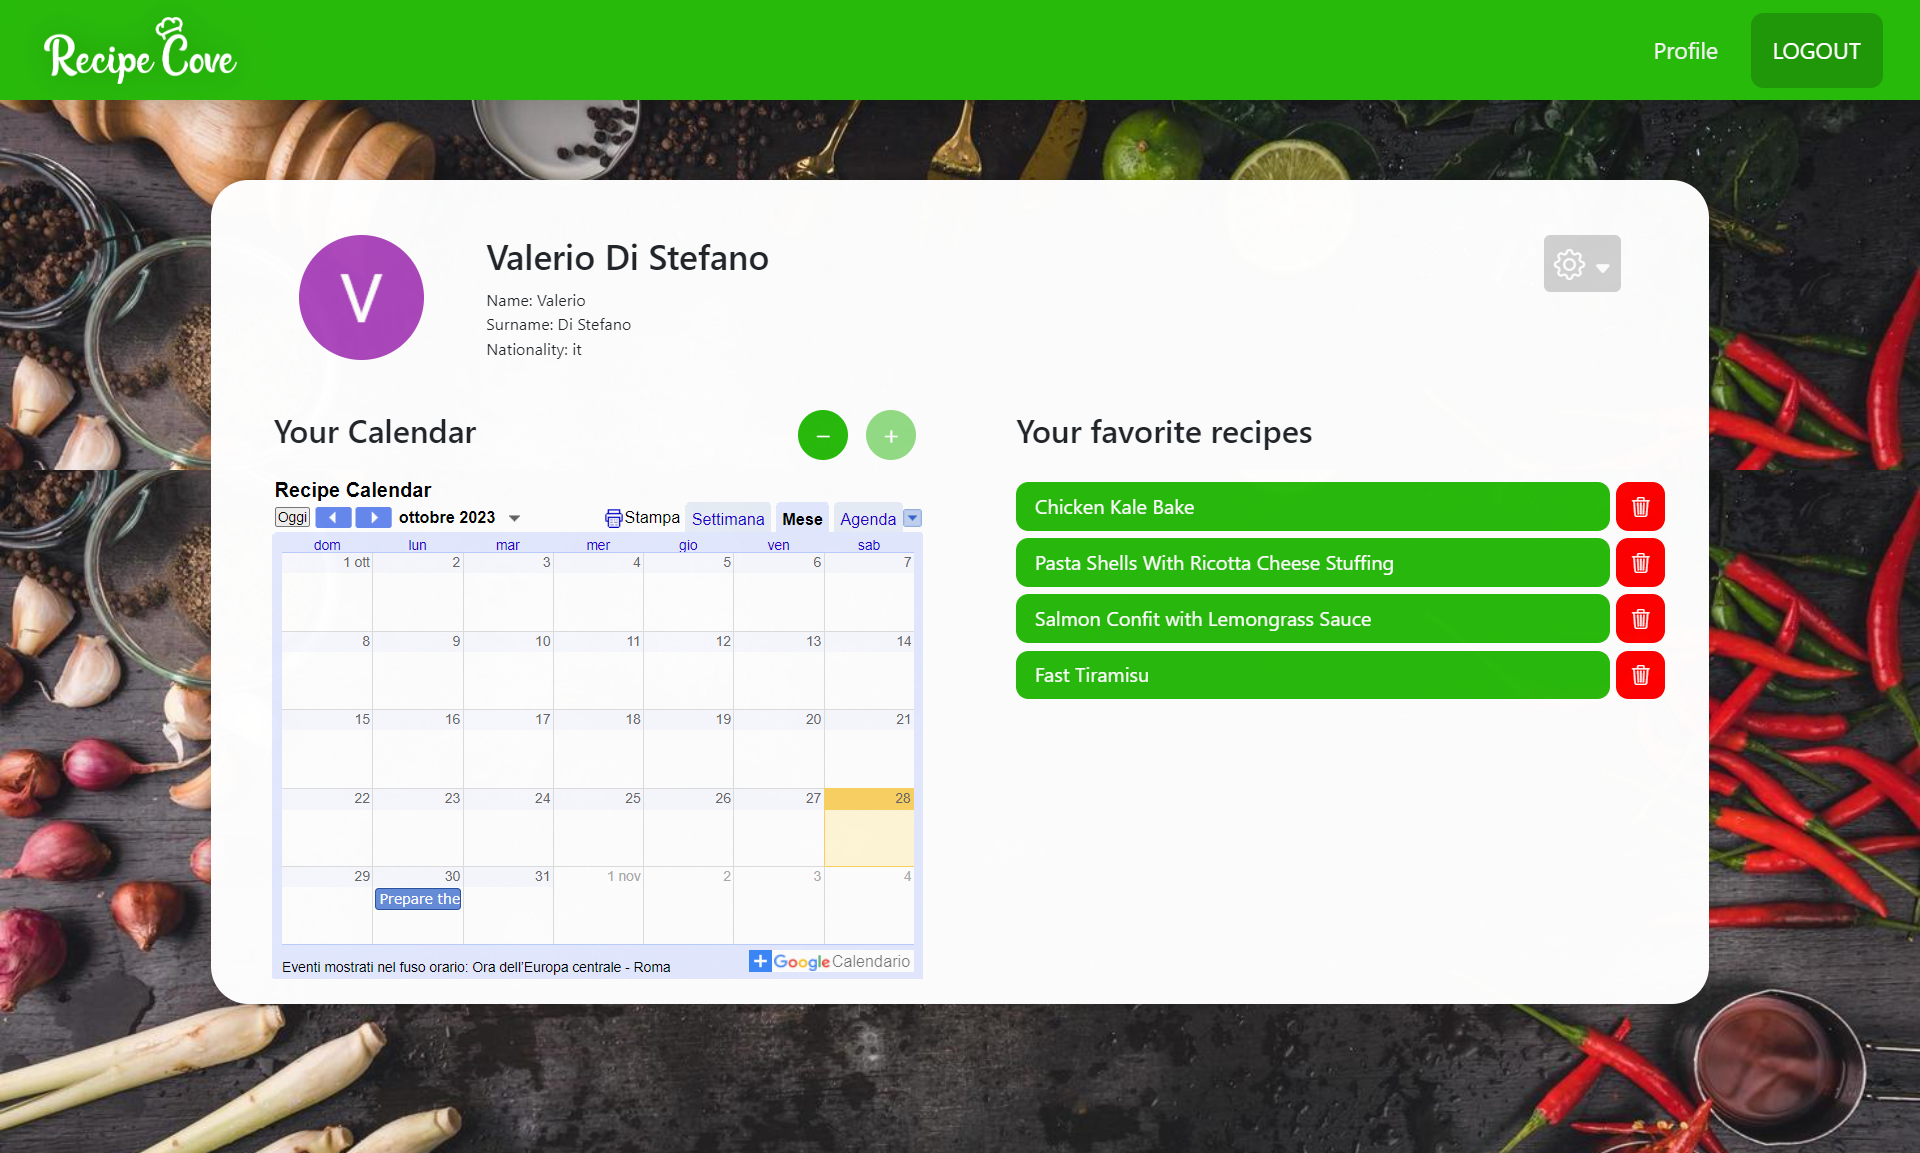 Recipe Cove
Profile
LOGOUT
V
Valerio Di Stefano
Name: Valerio
Surname: Di Stefano
Nationality: it
Your Calendar
Recipe Calendar
Oggi
ottobre 2023
Stampa
Settimana
Mese
Agenda
dom lun mar mer gio ven sab
1 ott 2 3 4 5 6 7
8 9 10 11 12 13 14
15 16 17 18 19 20 21
22 23 24 25 26 27 28
29 30 31 1 nov 2 3 4
Prepare the
Eventi mostrati nel fuso orario: Ora dell'Europa centrale - Roma
Google Calendario
Your favorite recipes
Chicken Kale Bake
Pasta Shells With Ricotta Cheese Stuffing
Salmon Confit with Lemongrass Sauce
Fast Tiramisu